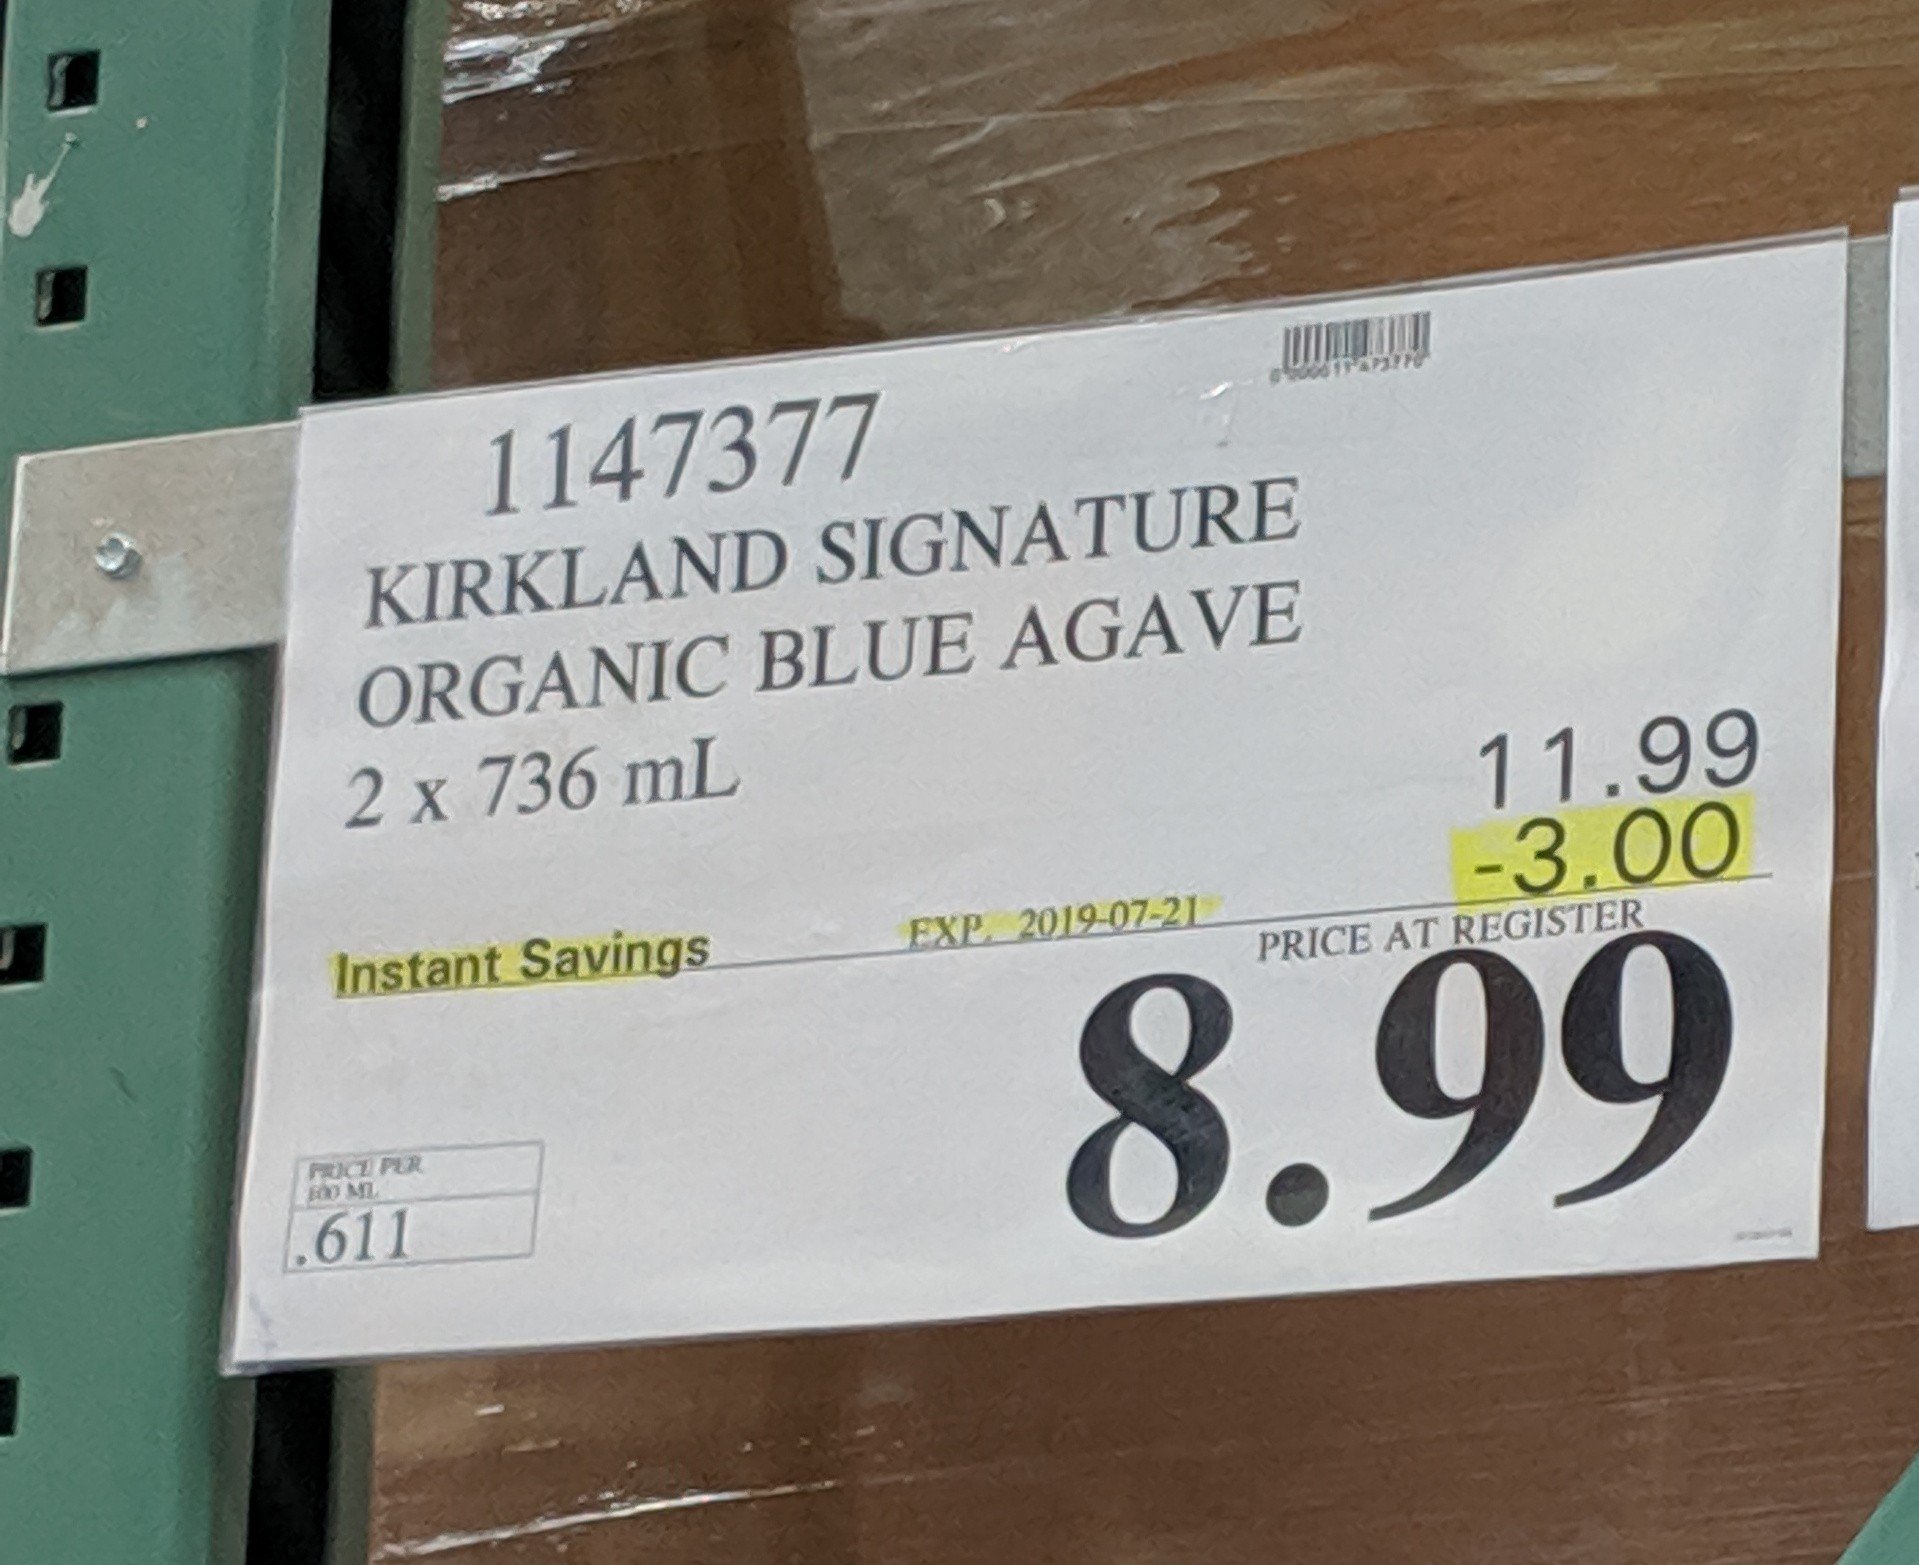 1147377
KIRKLAND SIGNATURE
ORGANIC BLUE AGAVE
2 x 736 mL
11.99
-3.00
Instant Savings EXP. 2019-07-21
PRICE AT REGISTER
8.99
PRICE PER
100 ML
.611